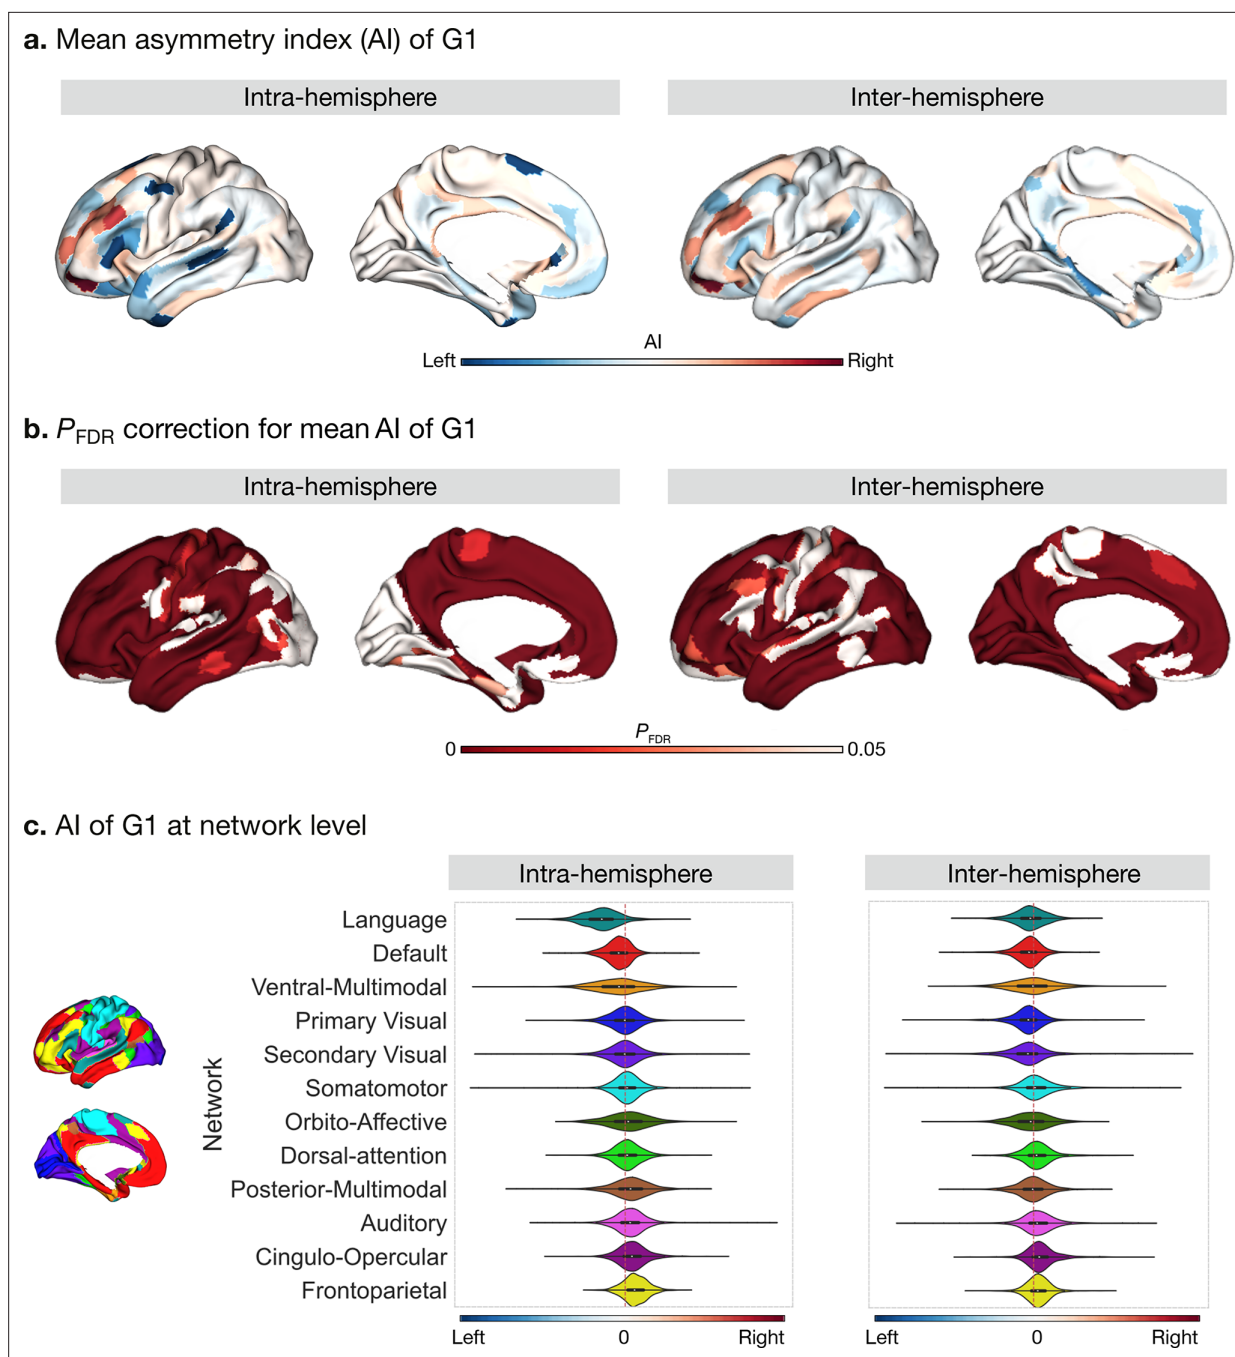 a. Mean asymmetry index (AI) of G1
Intra-hemisphere
Inter-hemisphere
AI
Left
Right
b. PFDR correction for mean AI of G1
Intra-hemisphere
Inter-hemisphere
PFDR
0
0.05
c. AI of G1 at network level
Intra-hemisphere
Inter-hemisphere
Network
Language
Default
Ventral-Multimodal
Primary Visual
Secondary Visual
Somatomotor
Orbito-Affective
Dorsal-attention
Posterior-Multimodal
Auditory
Cingulo-Opercular
Frontoparietal
Left
0
Right
Left
0
Right